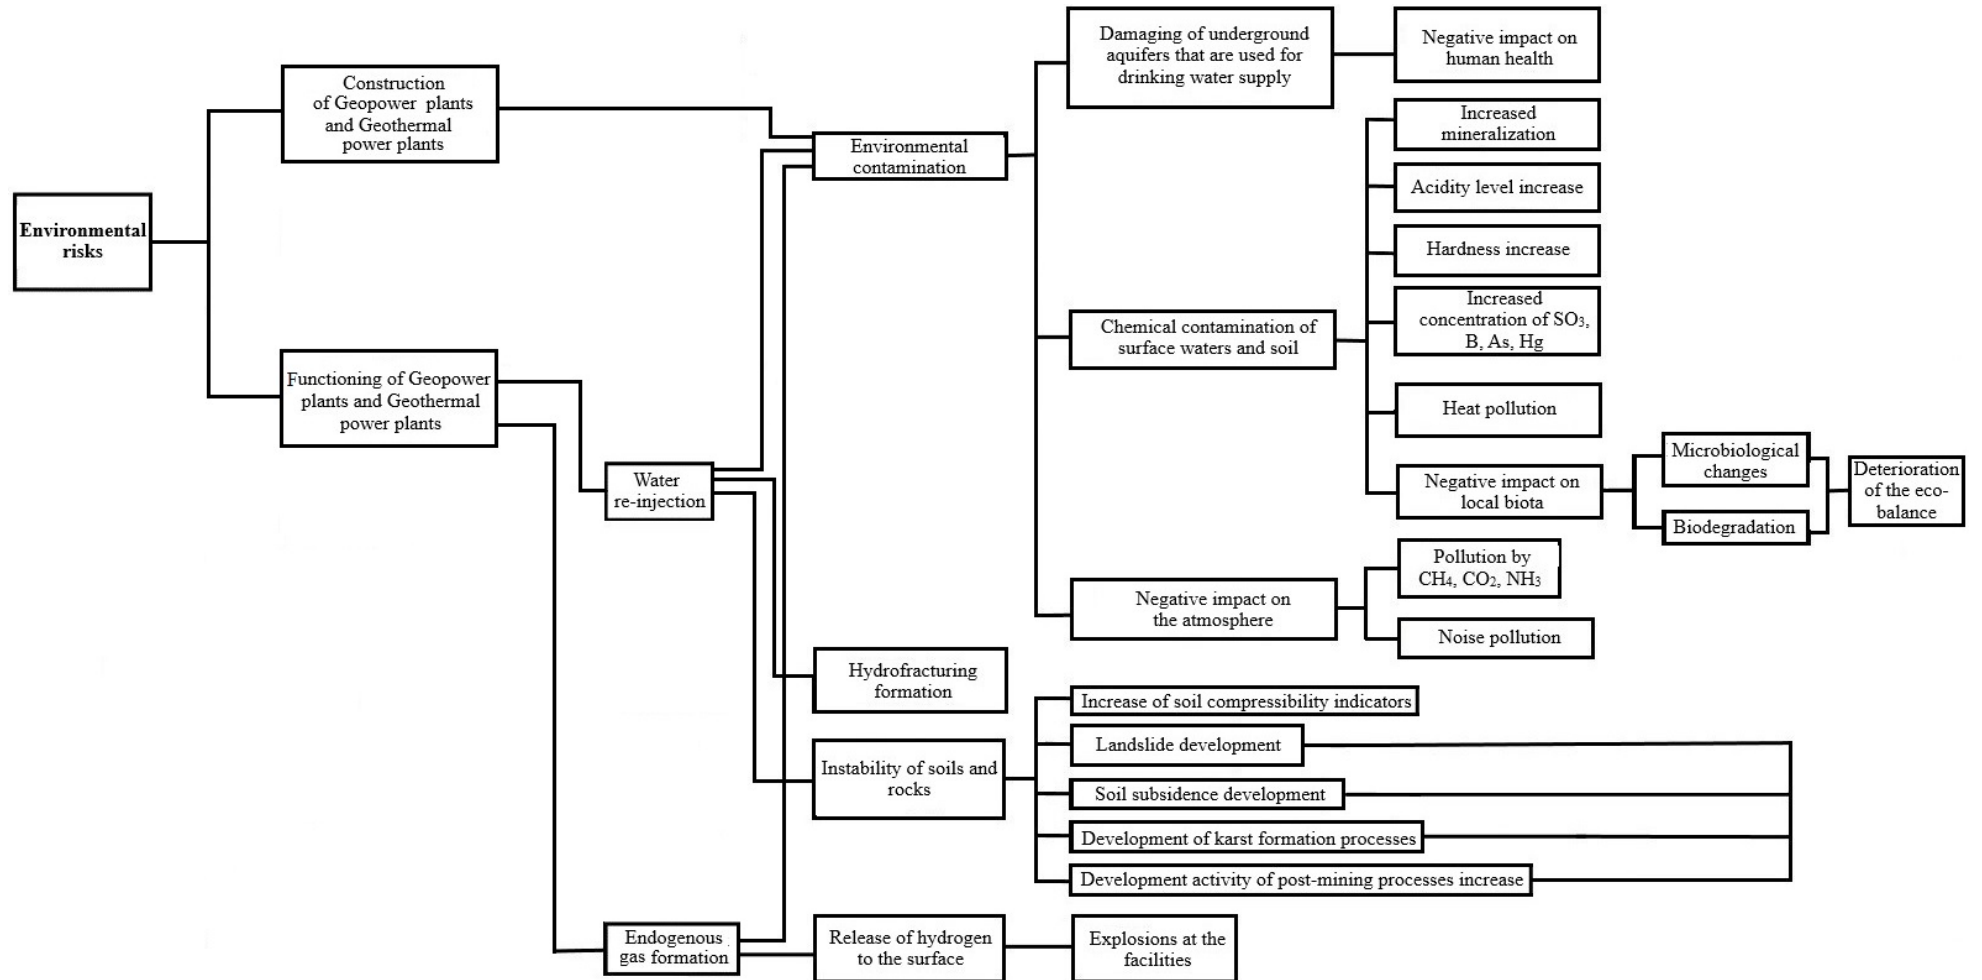 Environmental
risks
Construction
of Geopower plants
and Geothermal
power plants
Functioning of Geopower
plants and Geothermal
power plants
Water
re-injection
Endogenous
gas formation
Environmental
contamination
Hydrofracturing
formation
Instability of soils and
rocks
Release of hydrogen
to the surface
Damaging of underground
aquifers that are used for
drinking water supply
Chemical contamination of
surface waters and soil
Negative impact on
the atmosphere
Increase of soil compressibility indicators
Landslide development
Soil subsidence development
Development of karst formation processes
Development activity of post-mining processes increase
Explosions at the
facilities
Negative impact on
human health
Increased
mineralization
Acidity level increase
Hardness increase
Increased
concentration of SO₃,
B, As, Hg
Heat pollution
Negative impact on
local biota
Pollution by
CH₄, CO₂, NH₃
Noise pollution
Microbiological
changes
Biodegradation
Deterioration
of the eco-
balance